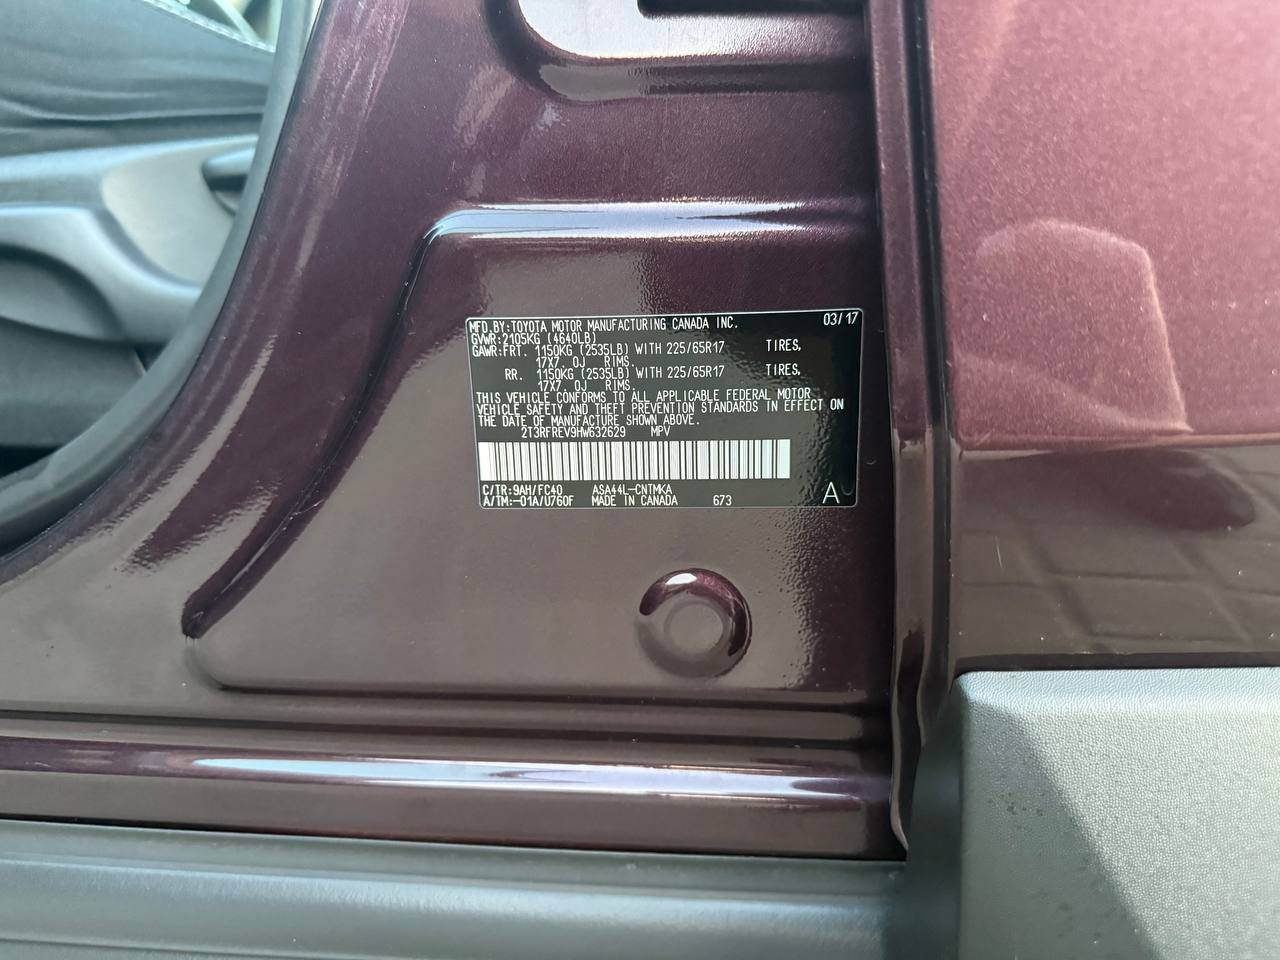 MFD.BY:TOYOTA MOTOR MANUFACTURING CANADA INC. 03/17
GVWR:2105KG (4640LB)
GAWR:FRT. 1150KG (2535LB) WITH 225/65R17 TIRES,
17X7. 0J RIMS.
RR. 1150KG (2535LB) WITH 225/65R17 TIRES,
17X7. 0J RIMS.
THIS VEHICLE CONFORMS TO ALL APPLICABLE FEDERAL MOTOR
VEHICLE SAFETY AND THEFT PREVENTION STANDARDS IN EFFECT ON
THE DATE OF MANUFACTURE SHOWN ABOVE.
2T3RFREV9HW632629 MPV
C/TR:9AH/FC40 ASA44L-CNTMKA
A/TM:-01A/U760F MADE IN CANADA 673 A